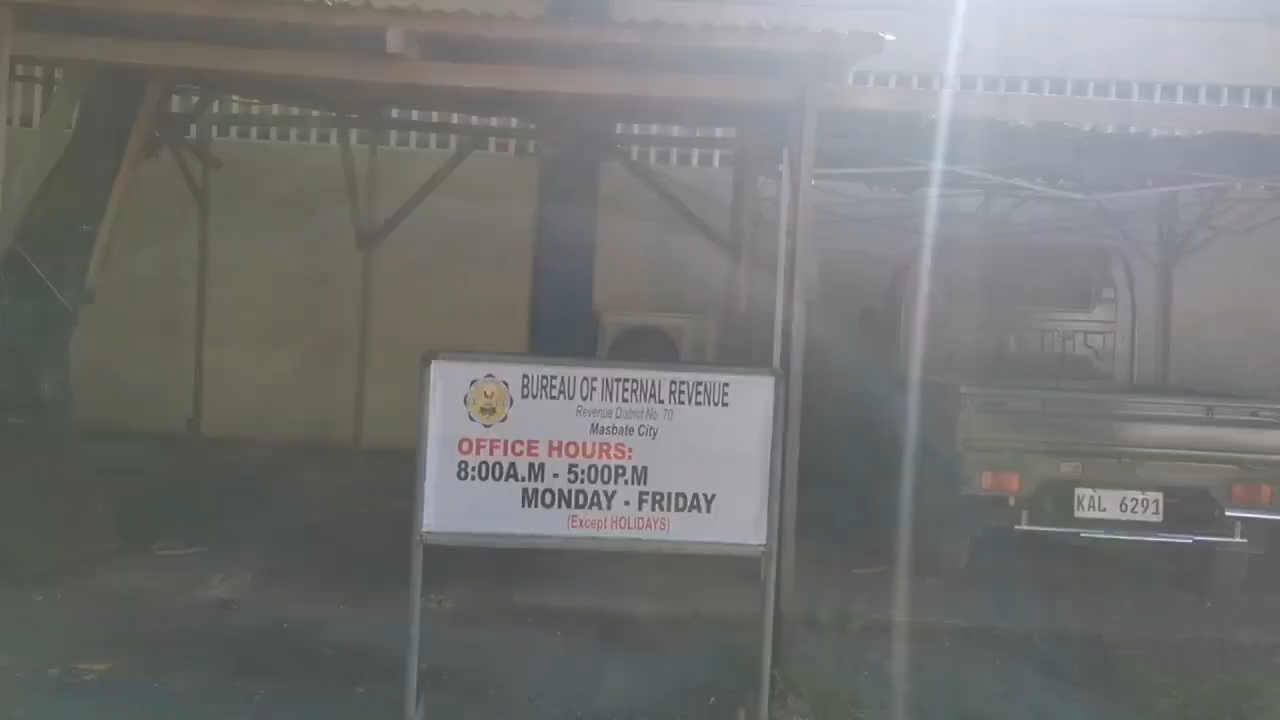 BUREAU OF INTERNAL REVENUE
Revenue District No. 70
Masbate City
OFFICE HOURS:
8:00A.M - 5:00P.M
MONDAY - FRIDAY
(Except HOLIDAYS)
KAL 6291